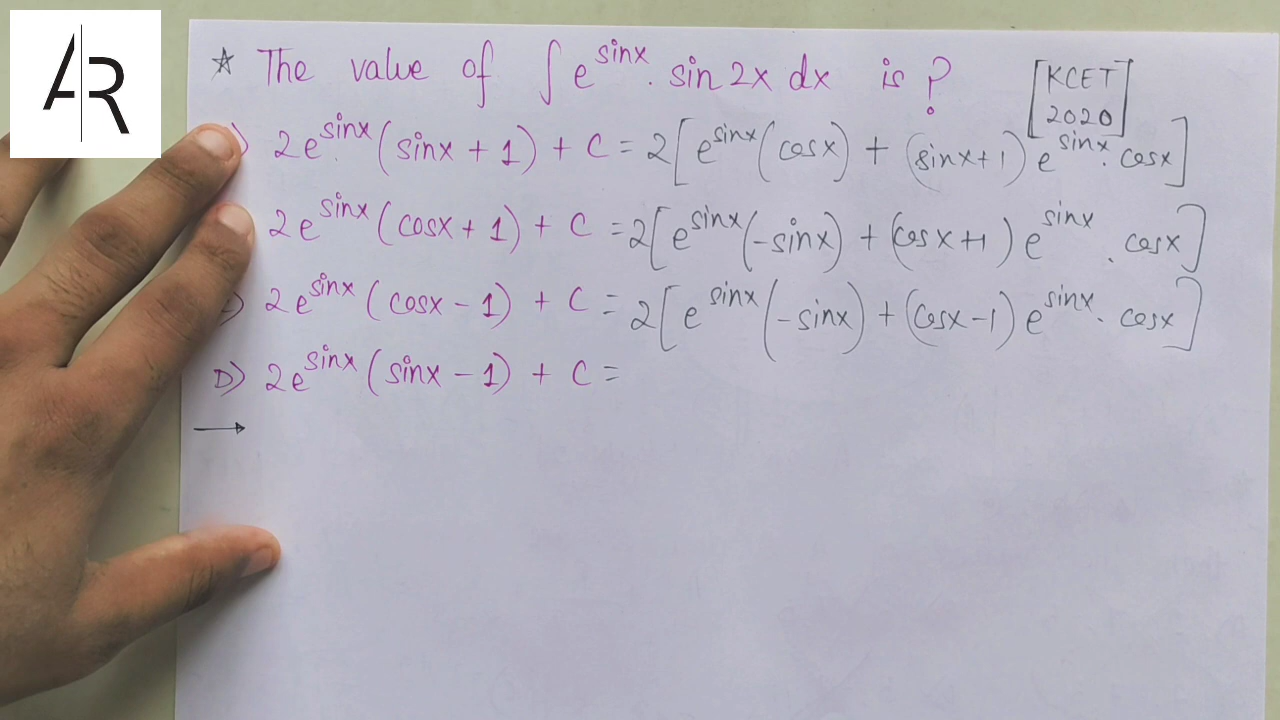 AR
☆ The value of ∫ e^sinx . sin 2x dx is ? [KCET 2020]
) 2e^sinx (sinx + 1) + C = 2[e^sinx (cosx) + (sinx+1) e^sinx . cosx]
2e^sinx (cosx + 1) + C = 2[e^sinx (-sinx) + (cosx+1) e^sinx . cosx]
) 2e^sinx (cosx - 1) + C = 2[e^sinx (-sinx) + (cosx-1) e^sinx . cosx]
D) 2e^sinx (sinx - 1) + C =
→